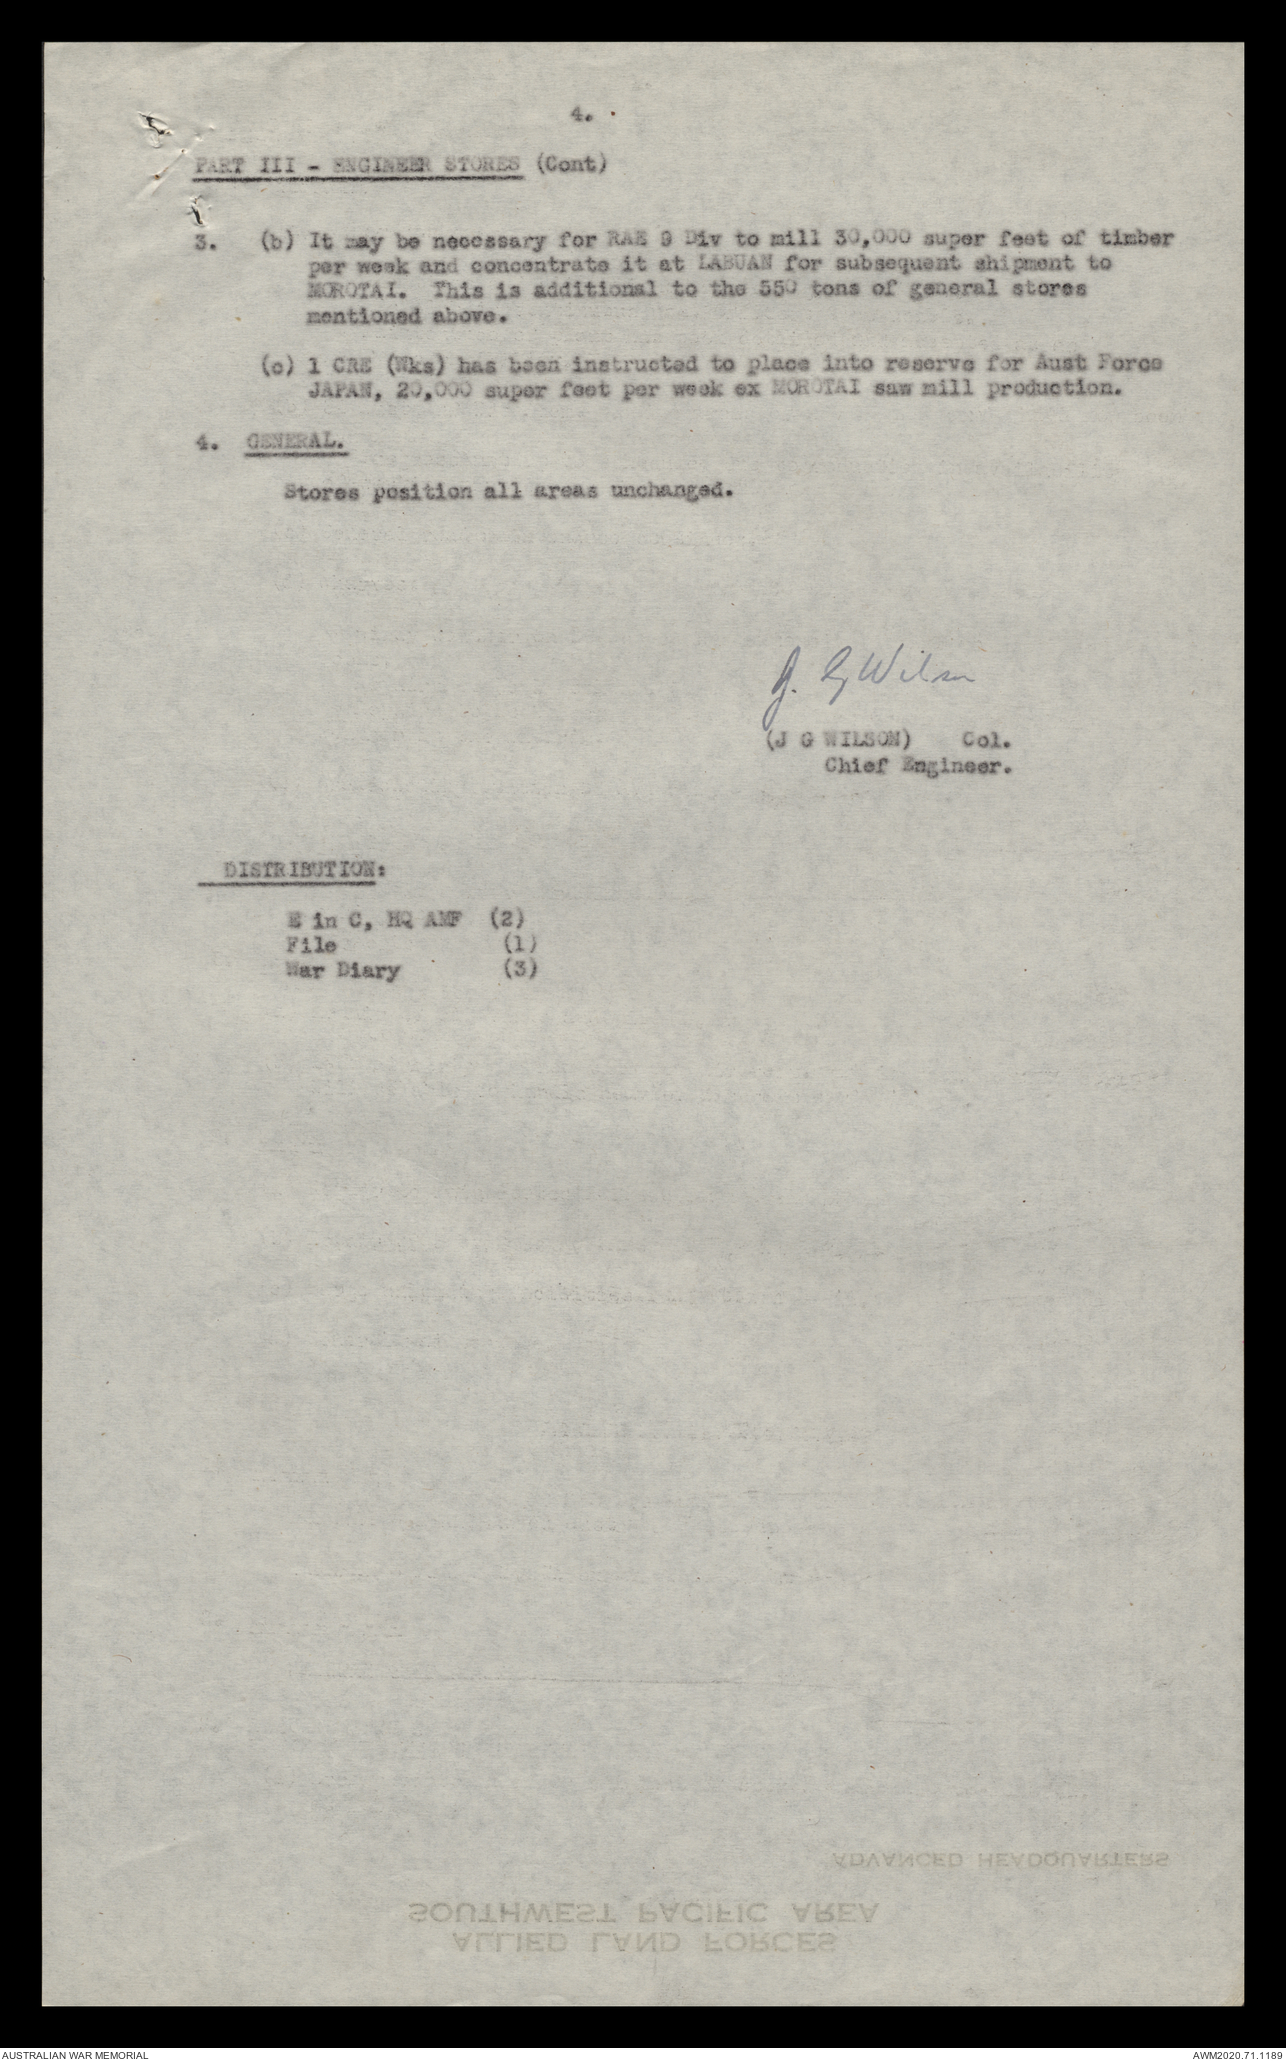 4.
PART III - ENGINEER STORES (Cont)
3. (b) It may be necessary for RAE 9 Div to mill 30,000 super feet of timber
per week and concentrate it at LABUAN for subsequent shipment to
MOROTAI. This is additional to the 550 tons of general stores
mentioned above.
(c) 1 CRE (Wks) has been instructed to place into reserve for Aust Force
JAPAN, 20,000 super feet per week ex MOROTAI saw mill production.
4. GENERAL.
Stores position all areas unchanged.
J. G Wilson
(J G WILSON) Col.
Chief Engineer.
DISTRIBUTION:
E in C, HQ AMF (2)
File (1)
War Diary (3)
ADVANCED HEADQUARTERS
SOUTHWEST PACIFIC AREA
ALLIED LAND FORCES
AUSTRALIAN WAR MEMORIAL
AWM2020.71.1189